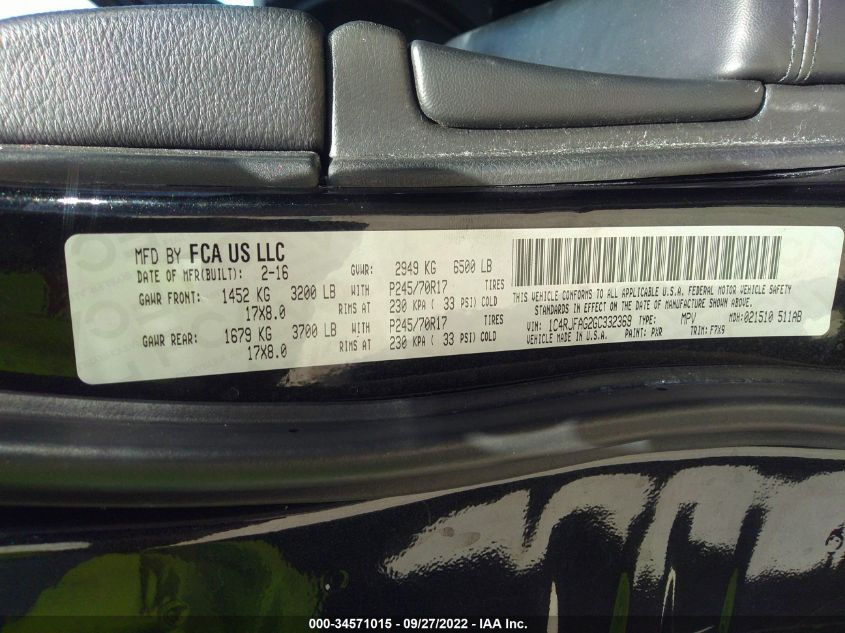 MFD BY FCA US LLC
DATE OF MFR(BUILT): 2-16 GVWR: 2949 KG 6500 LB
GAWR FRONT: 1452 KG 3200 LB WITH P245/70R17 TIRES
17X8.0 RIMS AT 230 KPA ( 33 PSI) COLD
GAWR REAR: 1679 KG 3700 LB WITH P245/70R17 TIRES
17X8.0 RIMS AT 230 KPA ( 33 PSI) COLD
THIS VEHICLE CONFORMS TO ALL APPLICABLE U.S.A. FEDERAL MOTOR VEHICLE SAFETY
STANDARDS IN EFFECT ON THE DATE OF MANUFACTURE SHOWN ABOVE.
VIN: 1C4RJFAG2GC332369 TYPE: MPV MDH:021510 511AB
VEHICLE MADE IN U.S.A. PAINT: PXR TRIM: F7X9
000-34571015 - 09/27/2022 - IAA Inc.